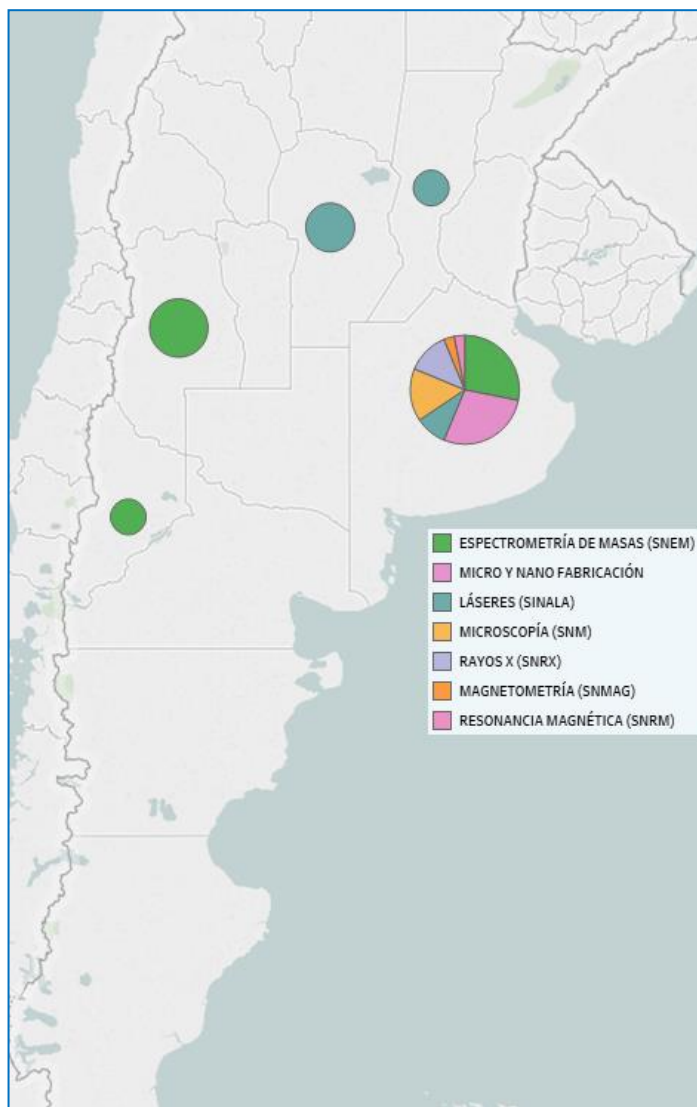 ESPECTROMETRÍA DE MASAS (SNEM)
MICRO Y NANO FABRICACIÓN
LÁSERES (SINALA)
MICROSCOPÍA (SNM)
RAYOS X (SNRX)
MAGNETOMETRÍA (SNMAG)
RESONANCIA MAGNÉTICA (SNRM)